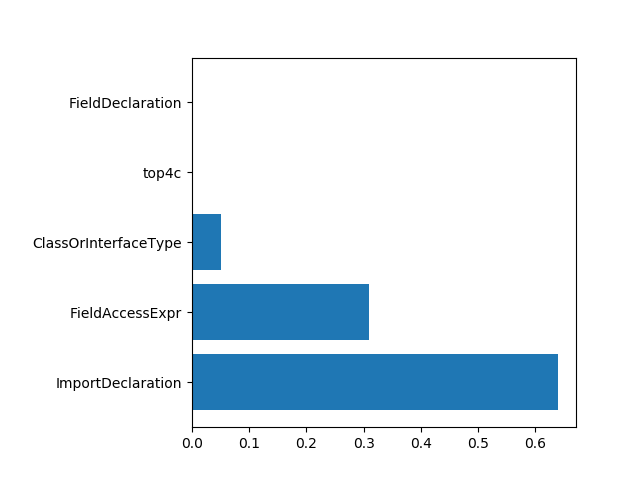 FieldDeclaration
top4c
ClassOrInterfaceType
FieldAccessExpr
ImportDeclaration
0.0 0.1 0.2 0.3 0.4 0.5 0.6